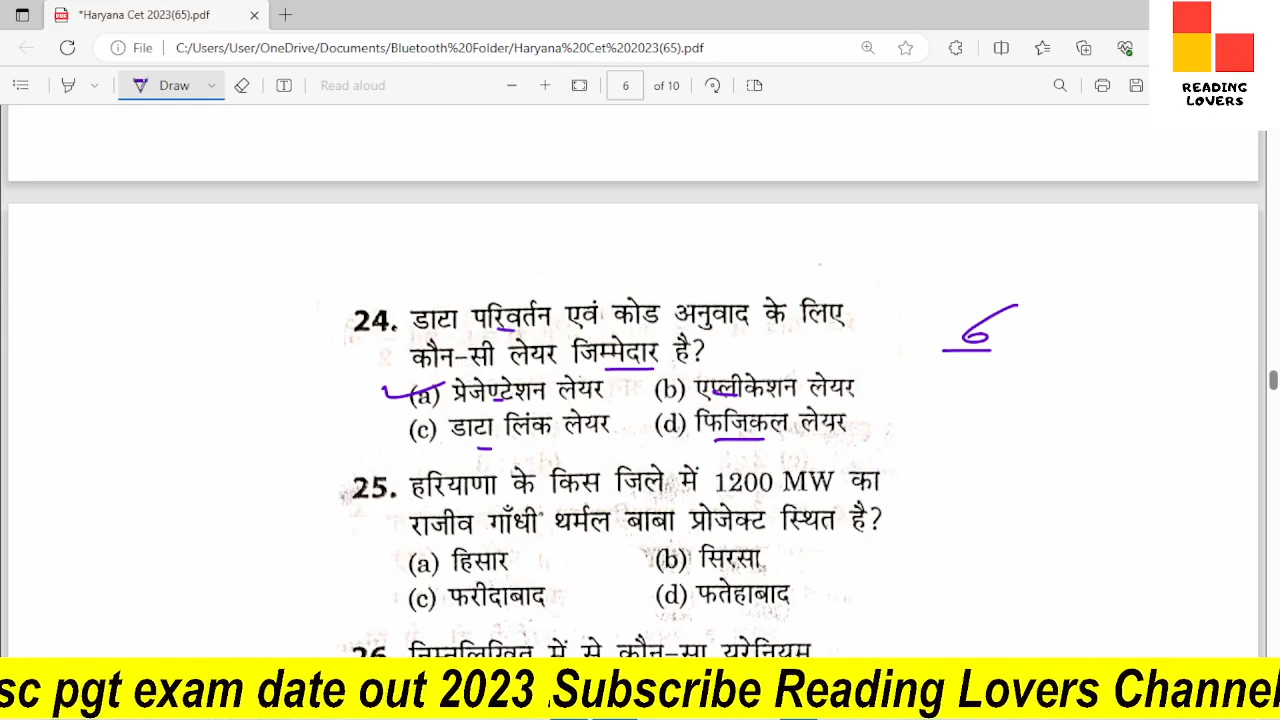 *Haryana Cet 2023(65).pdf
File C:/Users/User/OneDrive/Documents/Bluetooth%20Folder/Haryana%20Cet%202023(65).pdf
Draw Read aloud 6 of 10
READING
LOVERS
24. डाटा परिवर्तन एवं कोड अनुवाद के लिए
कौन-सी लेयर जिम्मेदार है?
(a) प्रेजेण्टेशन लेयर (b) एप्लीकेशन लेयर
(c) डाटा लिंक लेयर (d) फिजिकल लेयर
6
25. हरियाणा के किस जिले में 1200 MW का
राजीव गाँधी थर्मल बाबा प्रोजेक्ट स्थित है?
(a) हिसार (b) सिरसा
(c) फरीदाबाद (d) फतेहाबाद
26. निम्नलिखित में से कौन-सा यूरेनियम
sc pgt exam date out 2023 .Subscribe Reading Lovers Channel